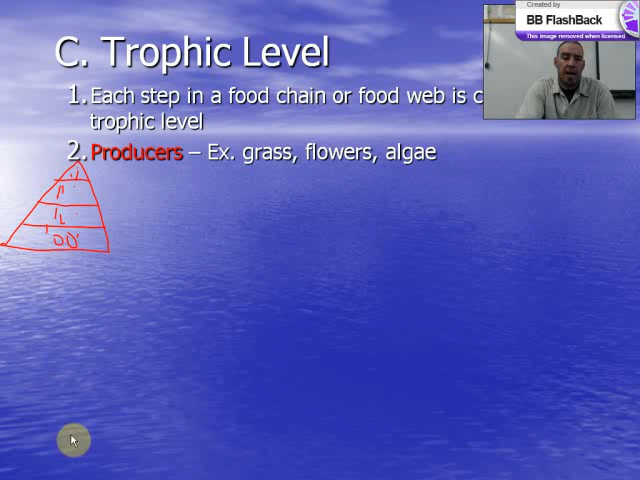 Created by
BB FlashBack
This image removed when licensed
C. Trophic Level
1. Each step in a food chain or food web is c
trophic level
2. Producers – Ex. grass, flowers, algae